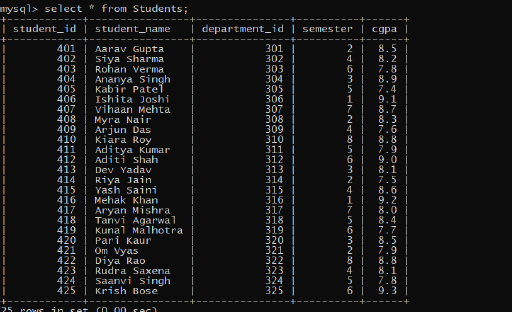 mysql> select * from Students;
+------------+----------------+---------------+----------+------+
| student_id | student_name | department_id | semester | cgpa |
+------------+----------------+---------------+----------+------+
| 401 | Aarav Gupta | 301 | 2 | 8.5 |
| 402 | Siya Sharma | 302 | 4 | 8.2 |
| 403 | Rohan Verma | 303 | 6 | 7.8 |
| 404 | Ananya Singh | 304 | 3 | 8.9 |
| 405 | Kabir Patel | 305 | 5 | 7.4 |
| 406 | Ishita Joshi | 306 | 1 | 9.1 |
| 407 | Vihaan Mehta | 307 | 7 | 8.7 |
| 408 | Myra Nair | 308 | 2 | 8.3 |
| 409 | Arjun Das | 309 | 4 | 7.6 |
| 410 | Kiara Roy | 310 | 8 | 8.8 |
| 411 | Aditya Kumar | 311 | 5 | 7.9 |
| 412 | Aditi Shah | 312 | 6 | 9.0 |
| 413 | Dev Yadav | 313 | 3 | 8.1 |
| 414 | Riya Jain | 314 | 2 | 7.5 |
| 415 | Yash Saini | 315 | 4 | 8.6 |
| 416 | Mehak Khan | 316 | 1 | 9.2 |
| 417 | Aryan Mishra | 317 | 7 | 8.0 |
| 418 | Tanvi Agarwal | 318 | 5 | 8.4 |
| 419 | Kunal Malhotra | 319 | 6 | 7.7 |
| 420 | Pari Kaur | 320 | 3 | 8.5 |
| 421 | Om Vyas | 321 | 2 | 7.9 |
| 422 | Diya Rao | 322 | 8 | 8.8 |
| 423 | Rudra Saxena | 323 | 4 | 8.1 |
| 424 | Saanvi Singh | 324 | 5 | 7.8 |
| 425 | Krish Bose | 325 | 6 | 9.3 |
+------------+----------------+---------------+----------+------+
25 rows in set (0.00 sec)